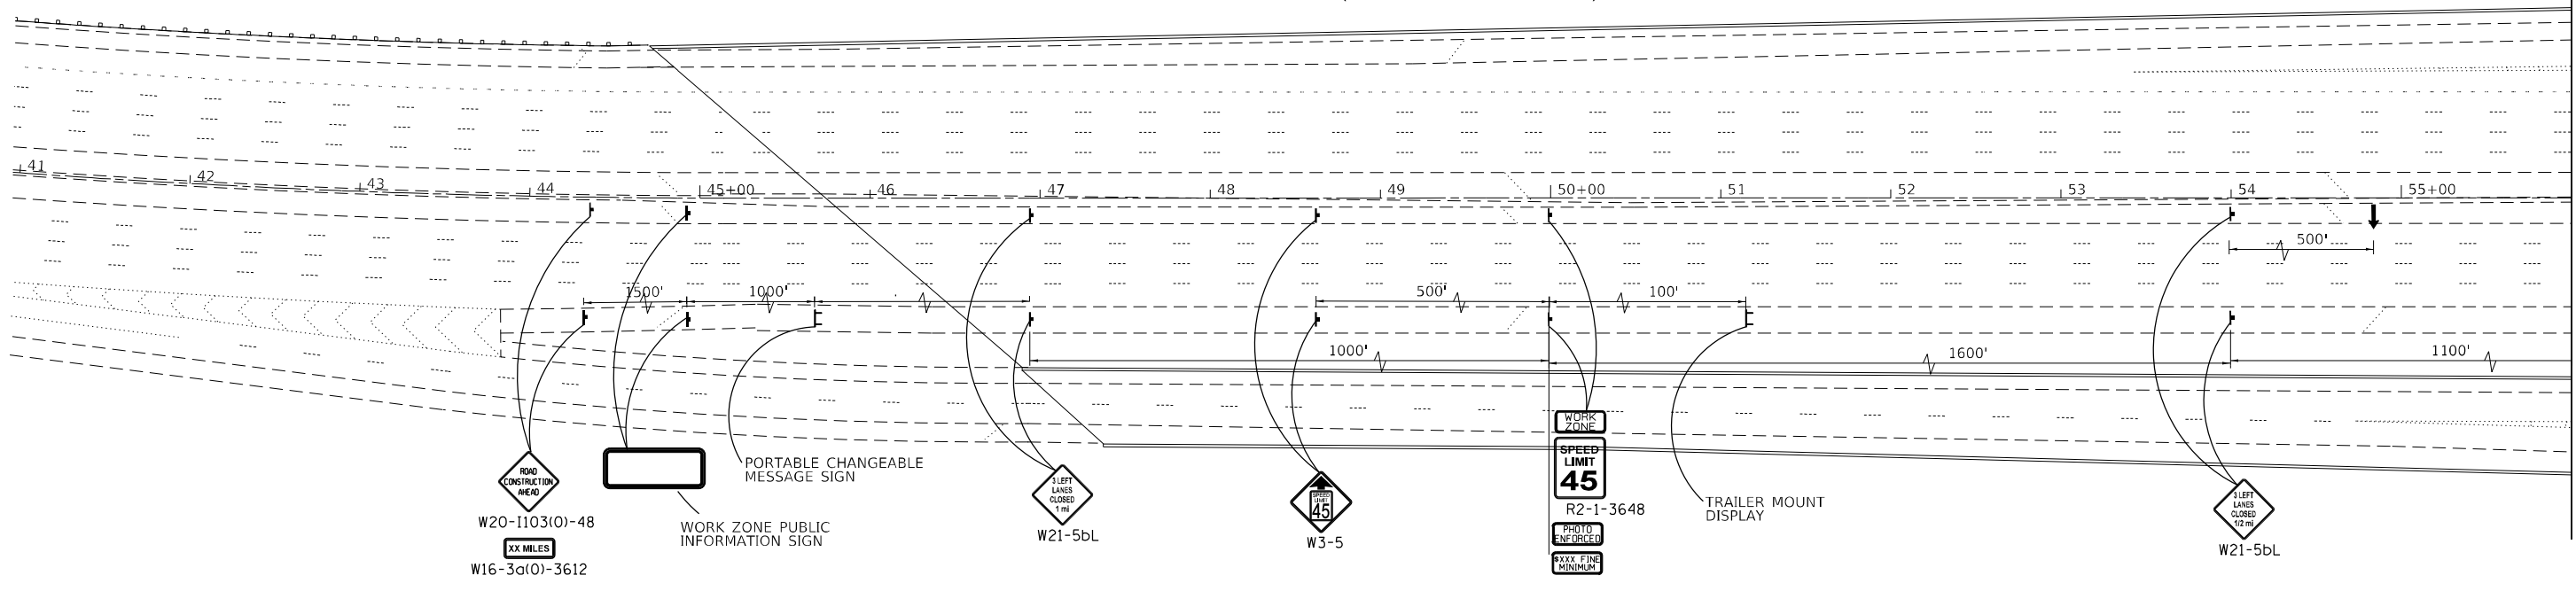 41
42
43
44
45+00
46
47
48
49
50+00
51
52
53
54
55+00
500'
1500'
1000'
500'
100'
1000'
1600'
1100'
ROAD
CONSTRUCTION
AHEAD
W20-I103(0)-48
XX MILES
W16-3a(0)-3612
WORK ZONE PUBLIC
INFORMATION SIGN
PORTABLE CHANGEABLE
MESSAGE SIGN
3 LEFT
LANES
CLOSED
1 mi
W21-5bL
SPEED
LIMIT
45
W3-5
WORK
ZONE
SPEED
LIMIT
45
R2-1-3648
PHOTO
ENFORCED
$XXX FINE
MINIMUM
TRAILER MOUNT
DISPLAY
3 LEFT
LANES
CLOSED
1/2 mi
W21-5bL